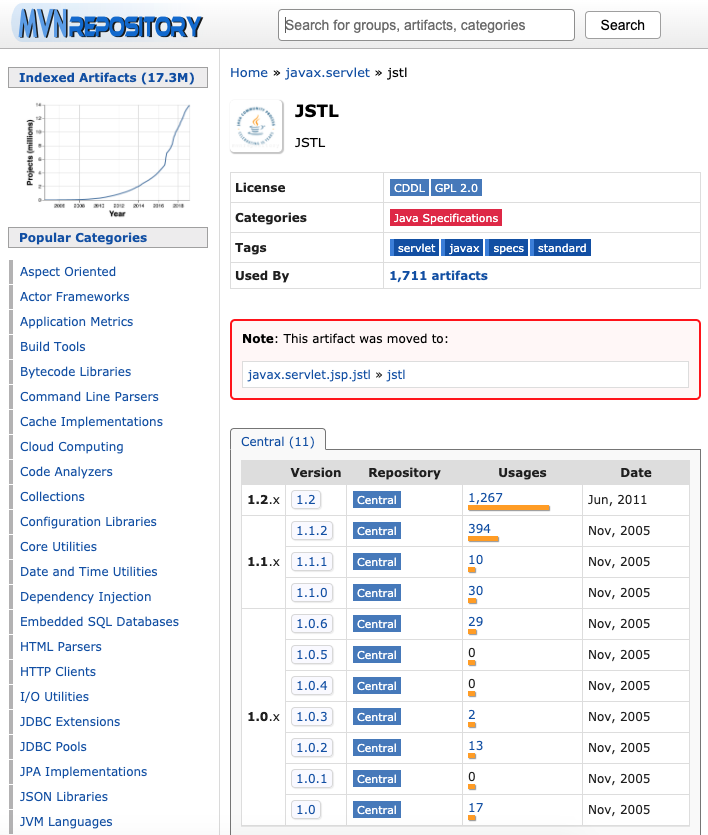 MVNREPOSITORY
Search for groups, artifacts, categories
Search
Indexed Artifacts (17.3M)
Projects (millions)
14
12
10
8
6
4
2
0
2006 2008 2010 2012 2014 2016 2018
Year
Popular Categories
Aspect Oriented
Actor Frameworks
Application Metrics
Build Tools
Bytecode Libraries
Command Line Parsers
Cache Implementations
Cloud Computing
Code Analyzers
Collections
Configuration Libraries
Core Utilities
Date and Time Utilities
Dependency Injection
Embedded SQL Databases
HTML Parsers
HTTP Clients
I/O Utilities
JDBC Extensions
JDBC Pools
JPA Implementations
JSON Libraries
JVM Languages
Home » javax.servlet » jstl
JSTL
JSTL
License CDDL GPL 2.0
Categories Java Specifications
Tags servlet javax specs standard
Used By 1,711 artifacts
Note: This artifact was moved to:
javax.servlet.jsp.jstl » jstl
Central (11)
Version Repository Usages Date
1.2.x 1.2 Central 1,267 Jun, 2011
1.1.2 Central 394 Nov, 2005
1.1.x 1.1.1 Central 10 Nov, 2005
1.1.0 Central 30 Nov, 2005
1.0.6 Central 29 Nov, 2005
1.0.5 Central 0 Nov, 2005
1.0.4 Central 0 Nov, 2005
1.0.x 1.0.3 Central 2 Nov, 2005
1.0.2 Central 13 Nov, 2005
1.0.1 Central 0 Nov, 2005
1.0 Central 17 Nov, 2005